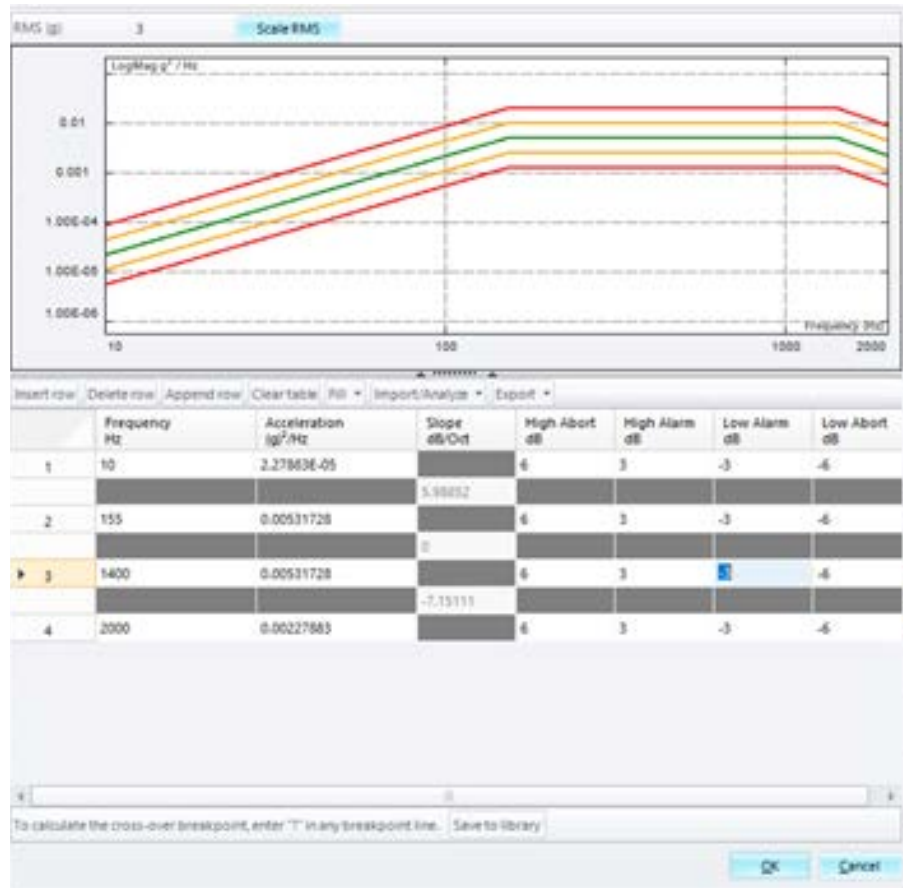 RMS (g) 3 Scale RMS
LogMag g² / Hz
0.01
0.001
1.00E-04
1.00E-05
1.00E-06
Frequency (Hz)
10 100 1000 2000
Insert row Delete row Append row Clear table Fill Import/Analyze Export
Frequency Hz Acceleration (g)²/Hz Slope dB/Oct High Abort dB High Alarm dB Low Alarm dB Low Abort dB
1 10 2.27883E-05 6 3 -3 -6
5.98052
2 155 0.00531728 6 3 -3 -6
0
3 1400 0.00531728 6 3 -3 -6
-7.15111
4 2000 0.00227883 6 3 -3 -6
To calculate the cross-over breakpoint, enter "?" in any breakpoint line. Save to library
OK Cancel